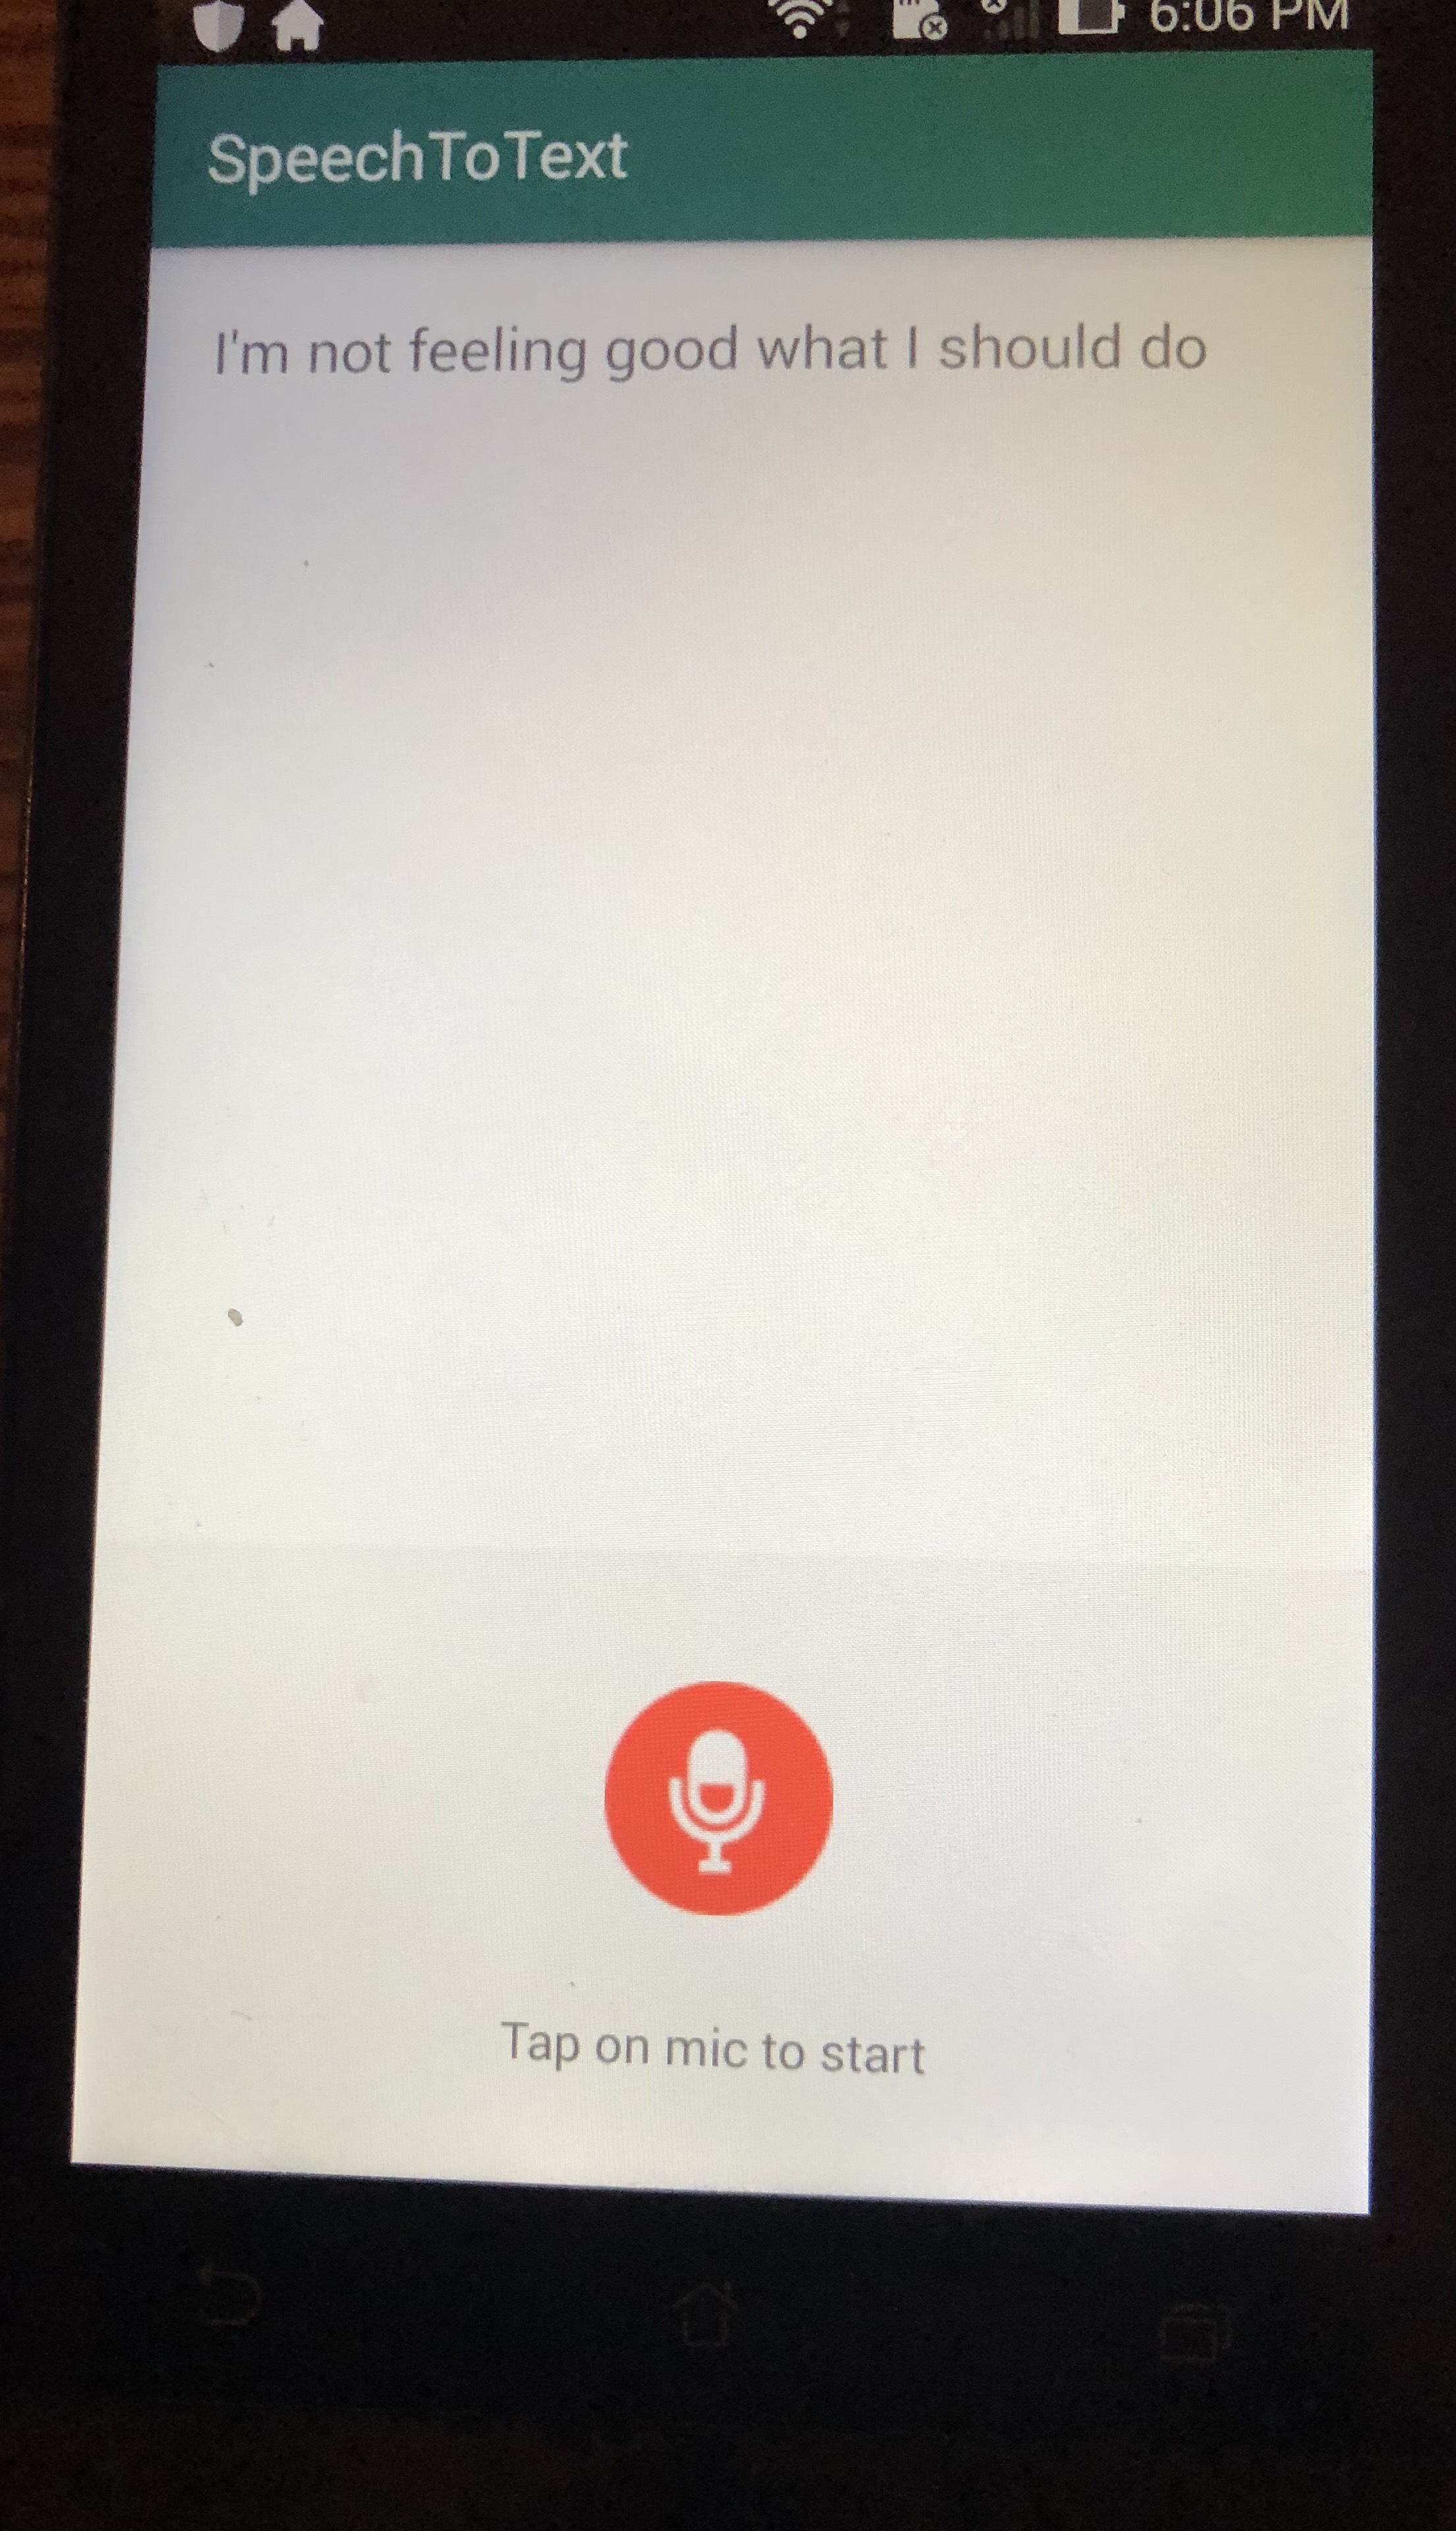 6:06 PM
SpeechToText
I'm not feeling good what I should do
Tap on mic to start